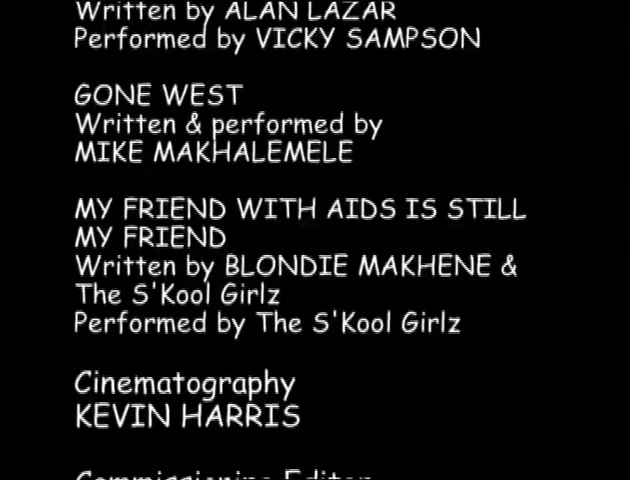 Written by ALAN LAZAR
Performed by VICKY SAMPSON
GONE WEST
Written & performed by
MIKE MAKHALEMELE
MY FRIEND WITH AIDS IS STILL
MY FRIEND
Written by BLONDIE MAKHENE &
The S'Kool Girlz
Performed by The S'Kool Girlz
Cinematography
KEVIN HARRIS
Commissioning Editor